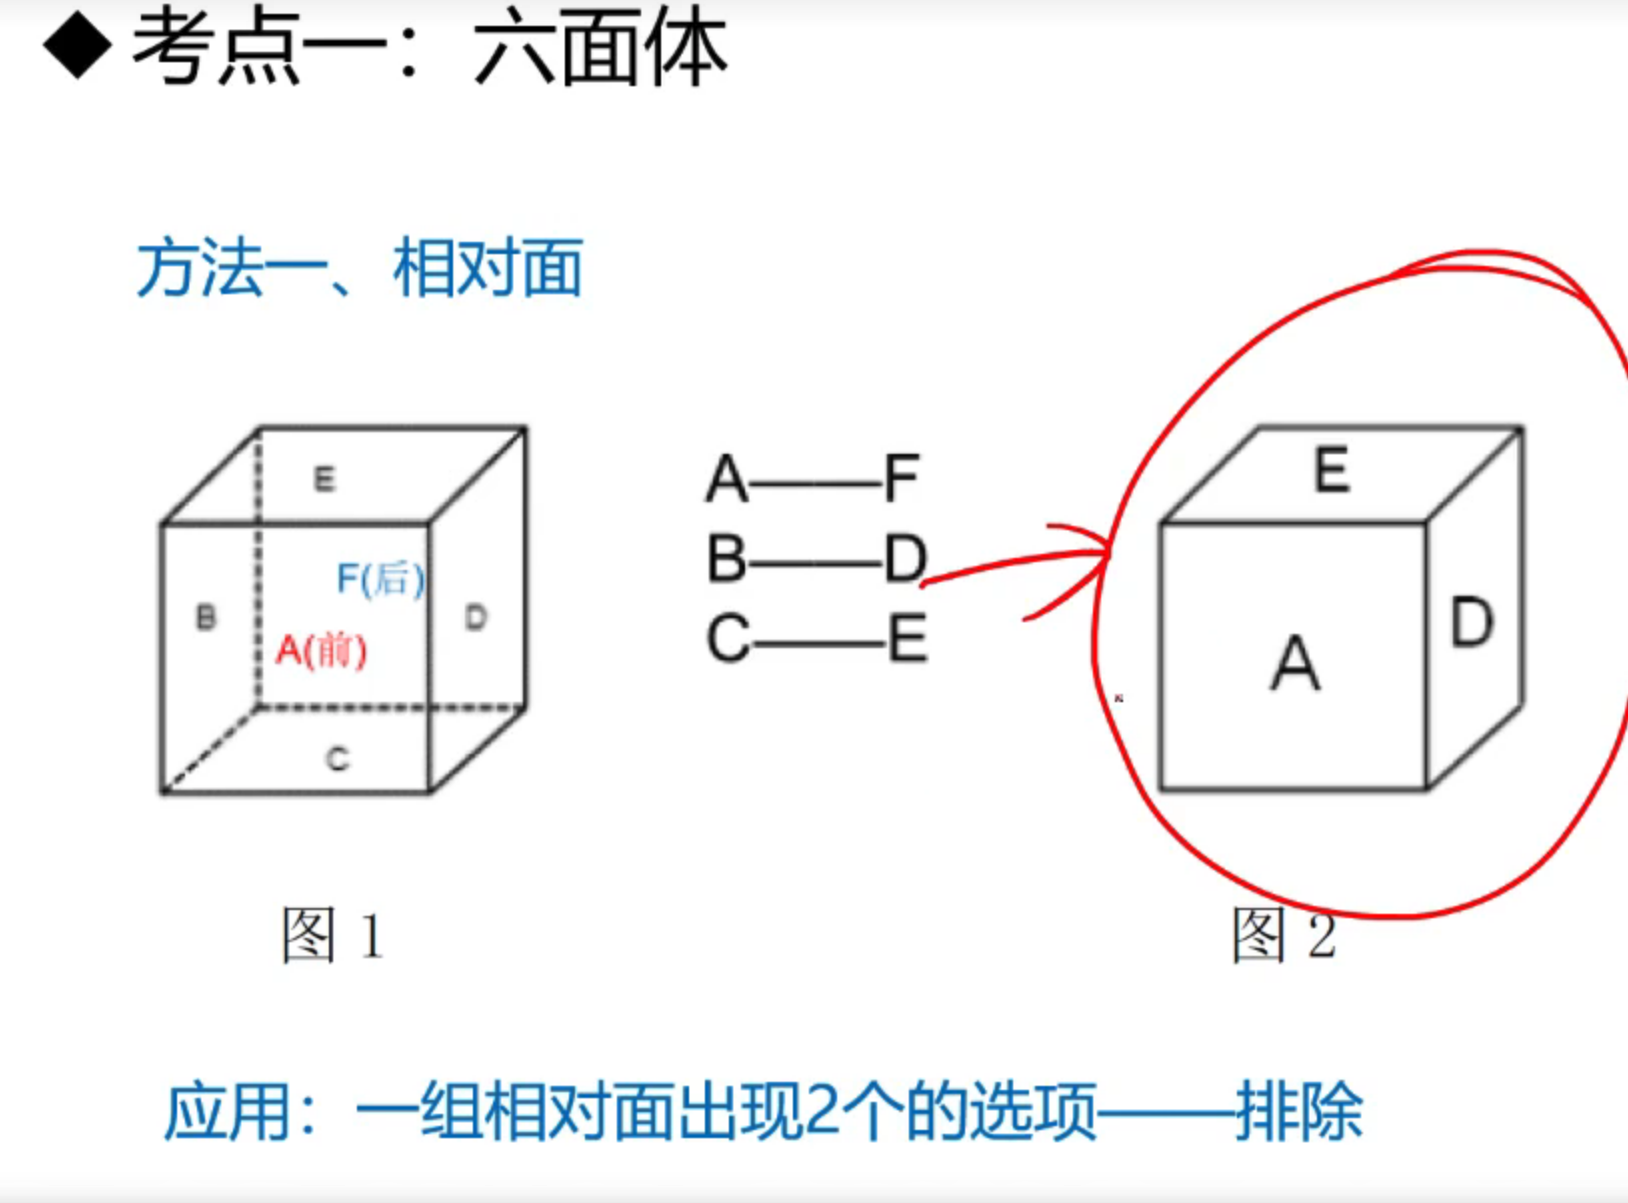 ◆ 考点一：六面体
方法一、相对面
E
B
F(后)
A(前)
D
C
A——F
B——D
C——E
E
A
D
图 1
图 2
应用：一组相对面出现2个的选项——排除